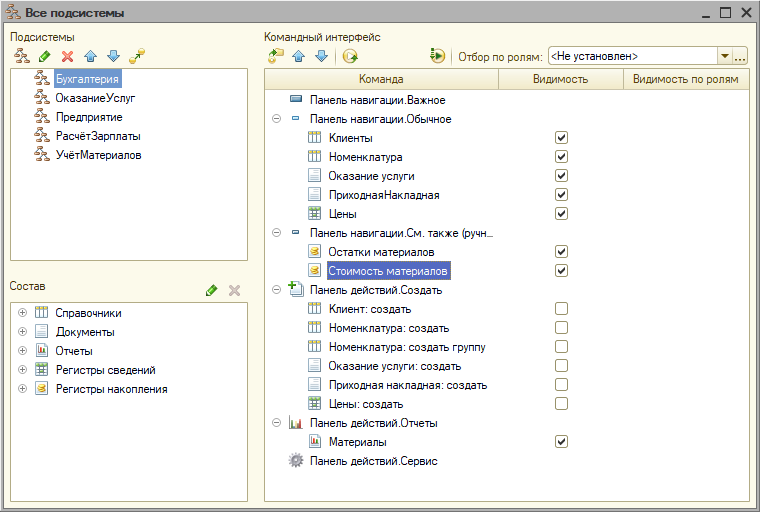 Все подсистемы
Подсистемы
Бухгалтерия
ОказаниеУслуг
Предприятие
РасчётЗарплаты
УчётМатериалов
Состав
Справочники
Документы
Отчеты
Регистры сведений
Регистры накопления
Командный интерфейс
Отбор по ролям: <Не установлен> ...
Команда Видимость Видимость по ролям
Панель навигации.Важное
Панель навигации.Обычное
Клиенты
Номенклатура
Оказание услуги
ПриходнаяНакладная
Цены
Панель навигации.См. также (ручн...
Остатки материалов
Стоимость материалов
Панель действий.Создать
Клиент: создать
Номенклатура: создать
Номенклатура: создать группу
Оказание услуги: создать
Приходная накладная: создать
Цены: создать
Панель действий.Отчеты
Материалы
Панель действий.Сервис